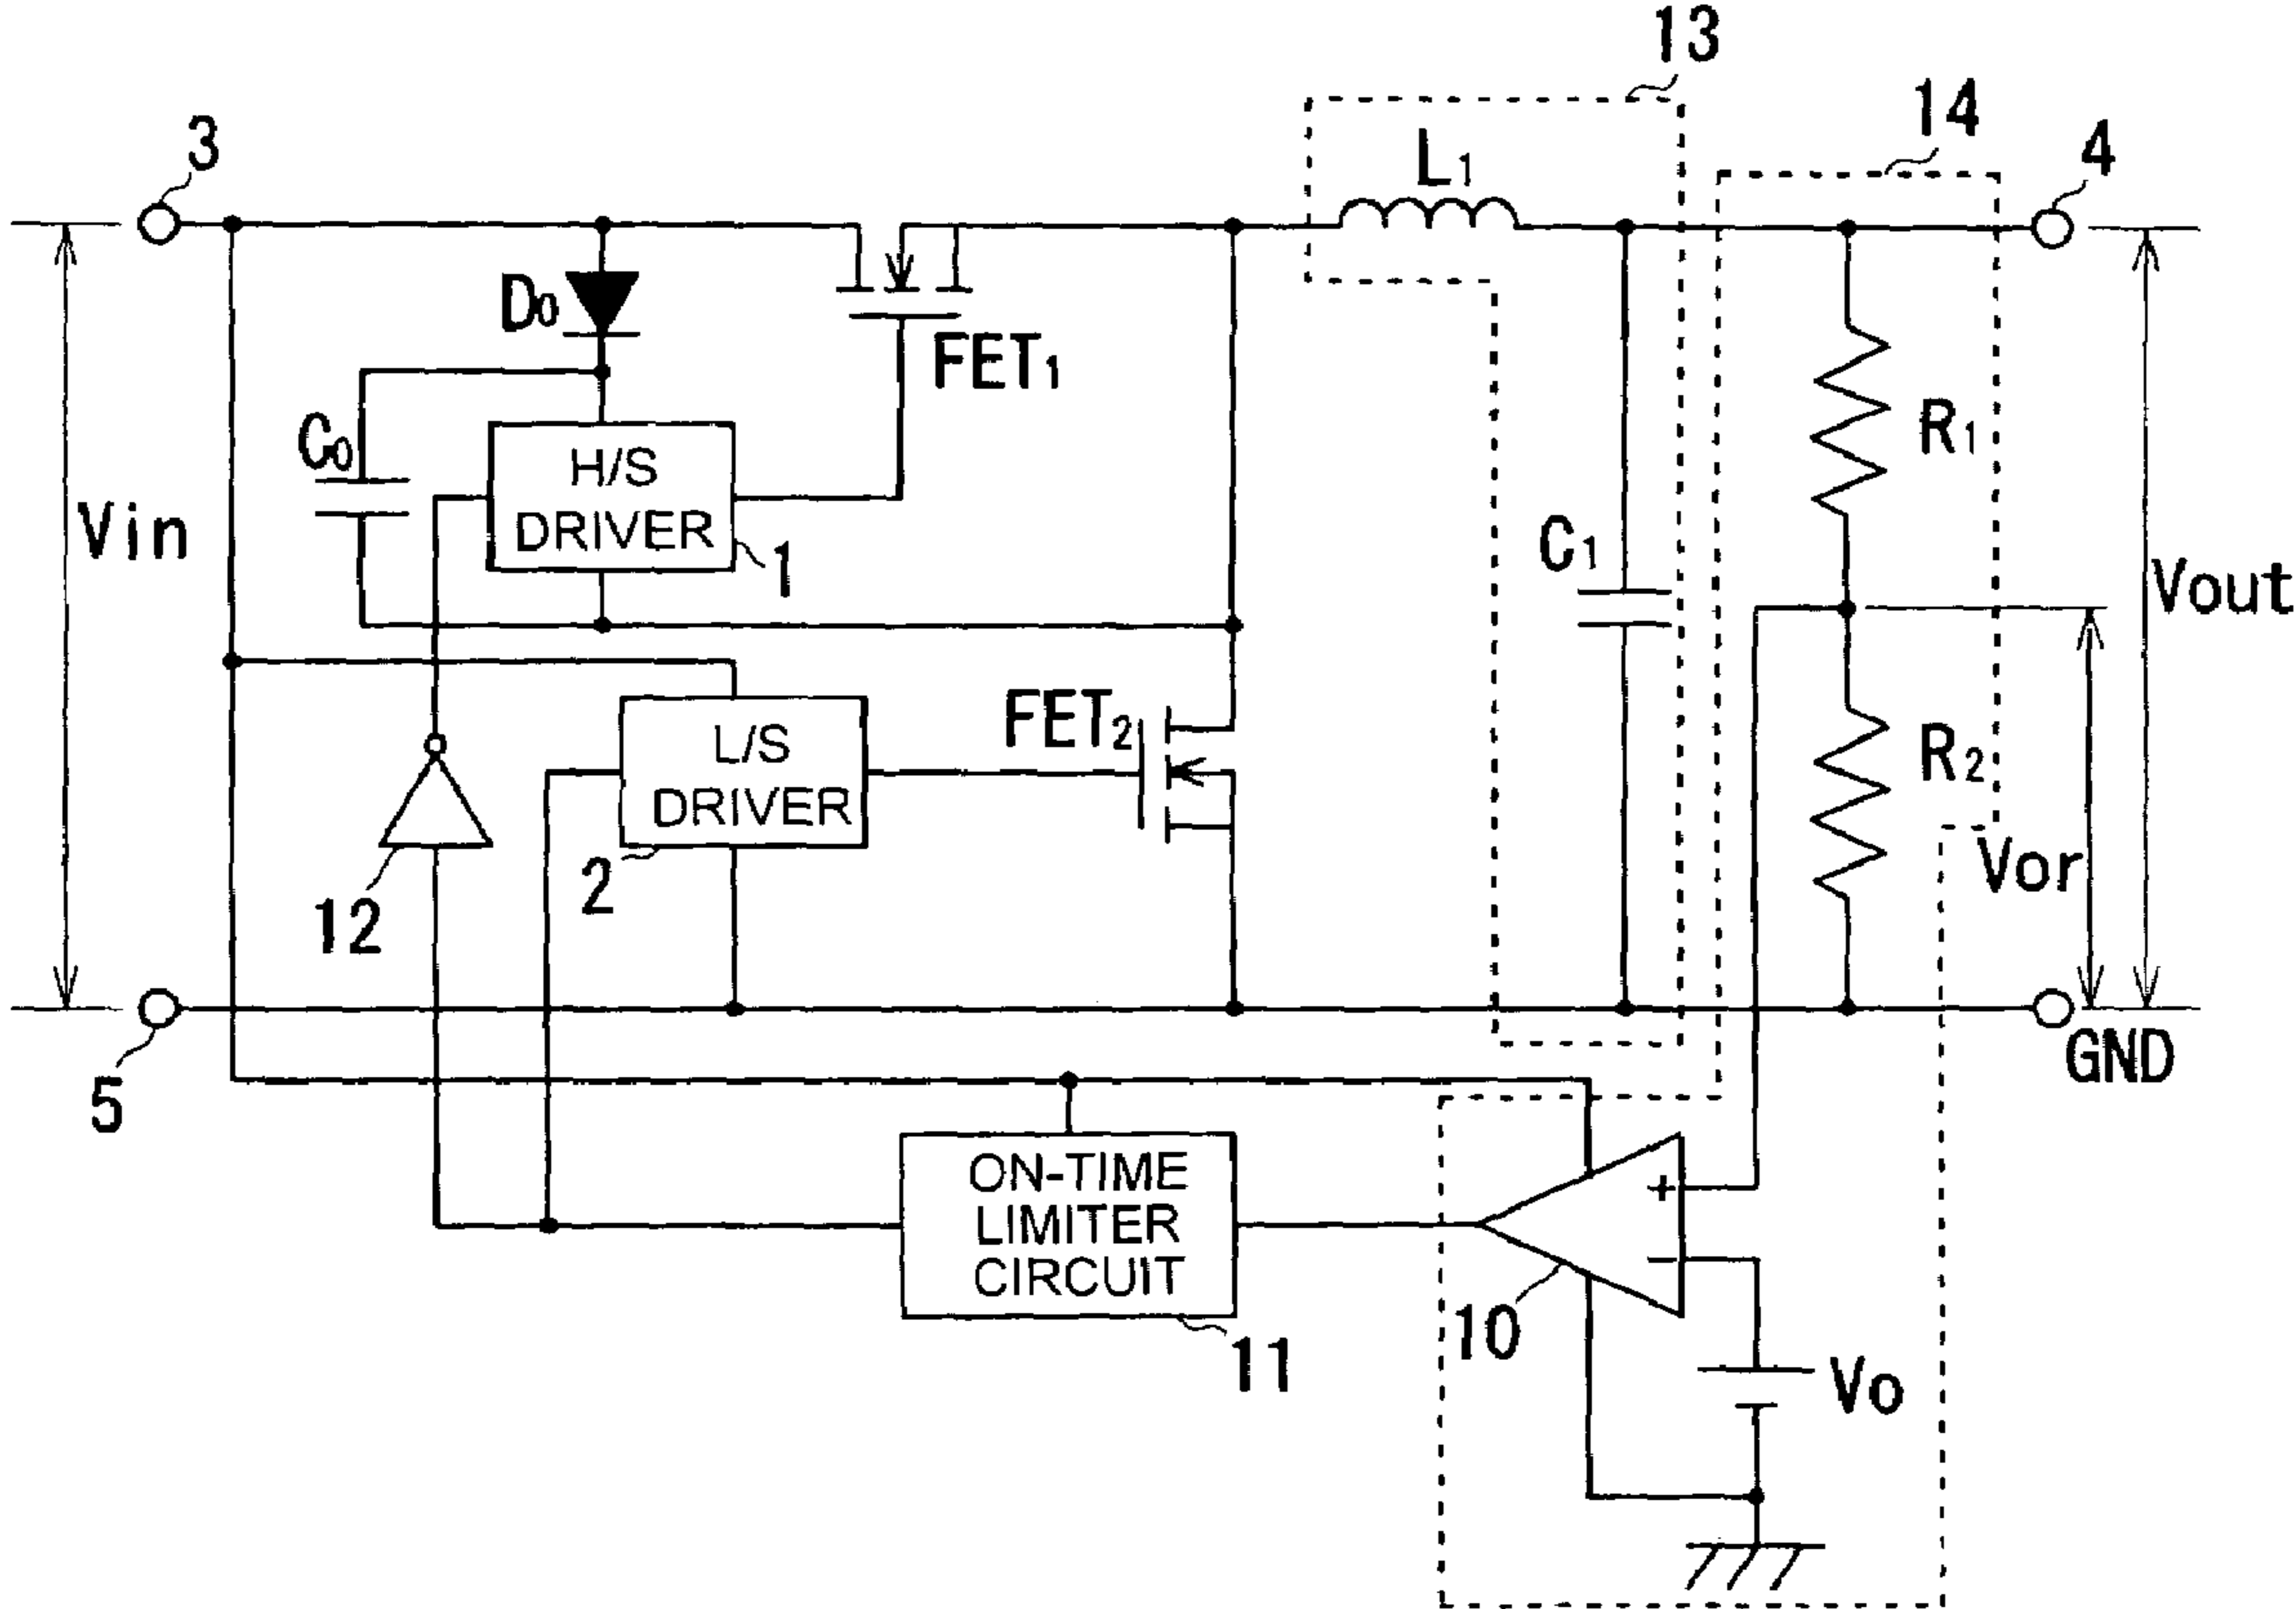 13
14
3
4
L1
D0
FET1
C0
H/S
DRIVER
1
R1
Vin
C1
Vout
FET2
L/S
DRIVER
R2
2
12
Vor
5
GND
ON-TIME
LIMITER
CIRCUIT
+
−
10
11
Vo